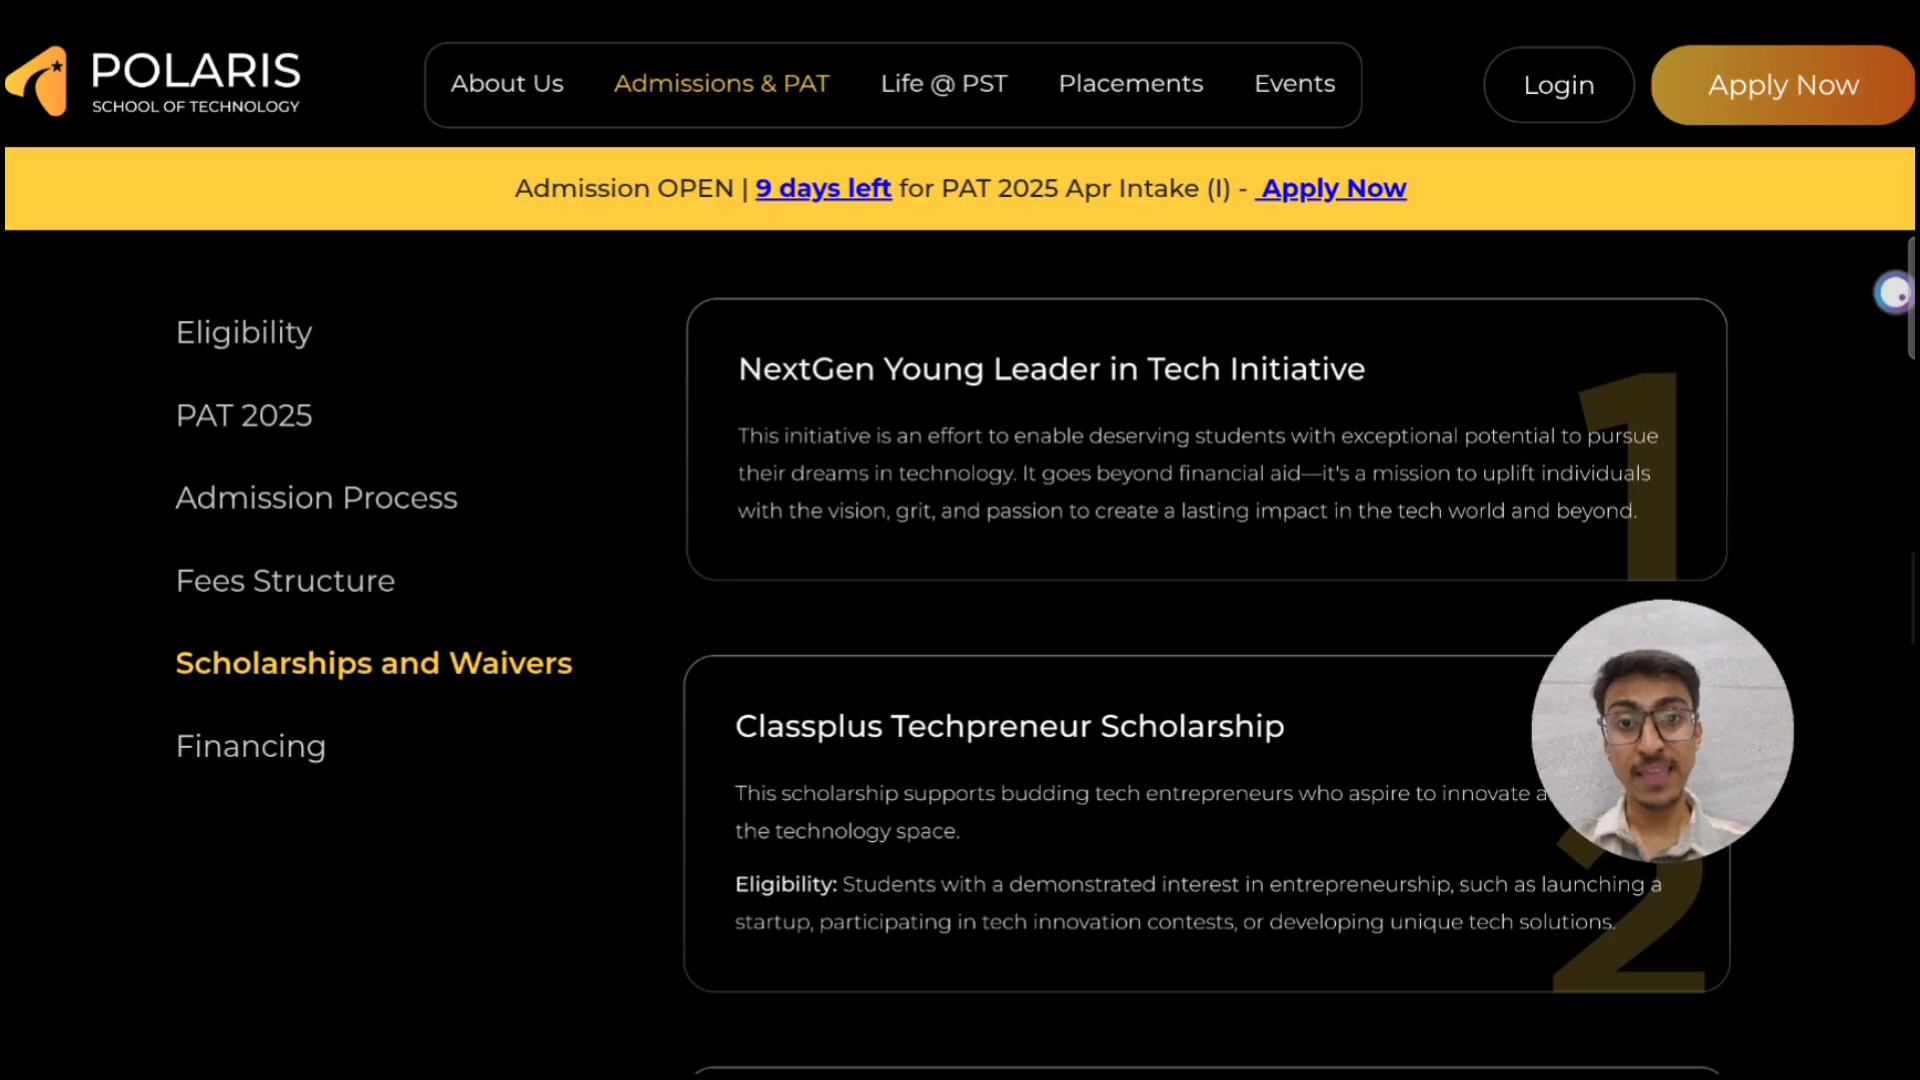 POLARIS
SCHOOL OF TECHNOLOGY
About Us
Admissions & PAT
Life @ PST
Placements
Events
Login
Apply Now
Admission OPEN | 9 days left for PAT 2025 Apr Intake (I) - Apply Now
Eligibility
PAT 2025
Admission Process
Fees Structure
Scholarships and Waivers
Financing
NextGen Young Leader in Tech Initiative
This initiative is an effort to enable deserving students with exceptional potential to pursue
their dreams in technology. It goes beyond financial aid—it's a mission to uplift individuals
with the vision, grit, and passion to create a lasting impact in the tech world and beyond.
1
Classplus Techpreneur Scholarship
This scholarship supports budding tech entrepreneurs who aspire to innovate
the technology space.
Eligibility: Students with a demonstrated interest in entrepreneurship, such as launching a
startup, participating in tech innovation contests, or developing unique tech solutions.
2